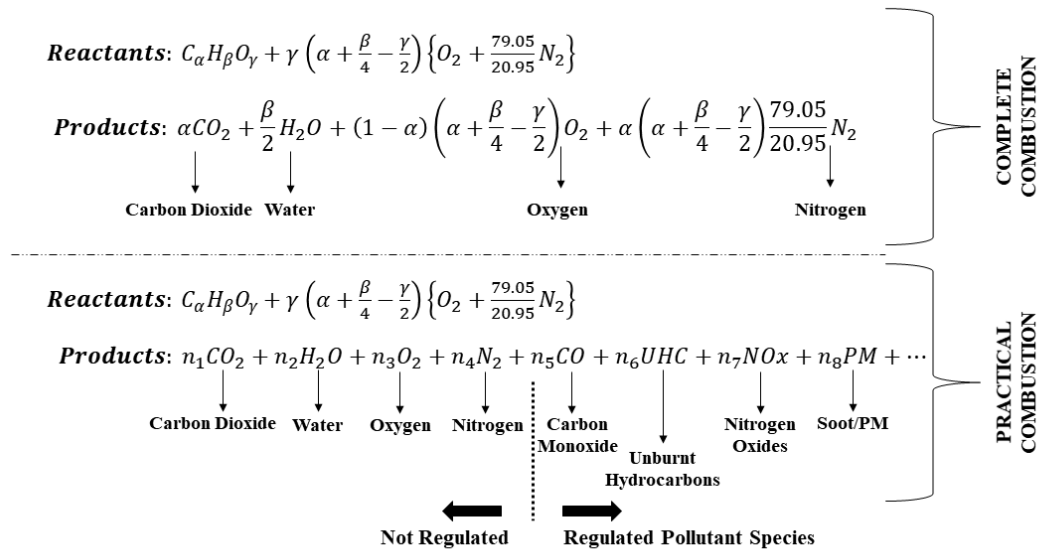 Reactants: CαHβOγ + γ (α + β/4 − γ/2) {O₂ + 79.05/20.95 N₂}
Products: αCO₂ + β/2 H₂O + (1 − α) (α + β/4 − γ/2) O₂ + α (α + β/4 − γ/2) 79.05/20.95 N₂
Carbon Dioxide Water Oxygen Nitrogen
COMPLETE
COMBUSTION
Reactants: CαHβOγ + γ (α + β/4 − γ/2) {O₂ + 79.05/20.95 N₂}
Products: n₁CO₂ + n₂H₂O + n₃O₂ + n₄N₂ + n₅CO + n₆UHC + n₇NOx + n₈PM + ⋯
Carbon Dioxide Water Oxygen Nitrogen
Carbon
Monoxide
Unburnt
Hydrocarbons
Nitrogen
Oxides
Soot/PM
PRACTICAL
COMBUSTION
Not Regulated
Regulated Pollutant Species